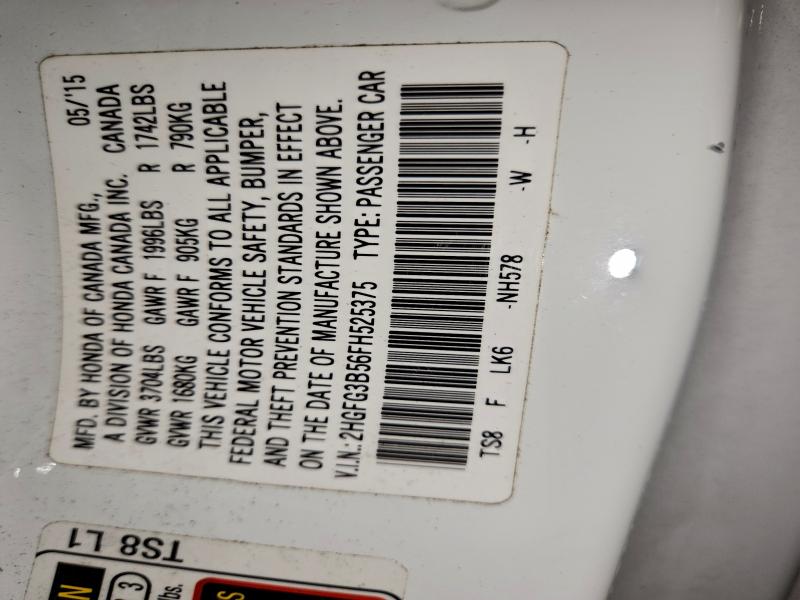 MFD. BY HONDA OF CANADA MFG., 05/'15
A DIVISION OF HONDA CANADA INC. CANADA
GVWR 3704LBS GAWR F 1996LBS R 1742LBS
GVWR 1680KG GAWR F 905KG R 790KG
THIS VEHICLE CONFORMS TO ALL APPLICABLE
FEDERAL MOTOR VEHICLE SAFETY, BUMPER,
AND THEFT PREVENTION STANDARDS IN EFFECT
ON THE DATE OF MANUFACTURE SHOWN ABOVE.
V.I.N.: 2HGFG3B56FH525375 TYPE: PASSENGER CAR
TS8 F LK6 -NH578 -W -H
TS8 L1
3
lbs.